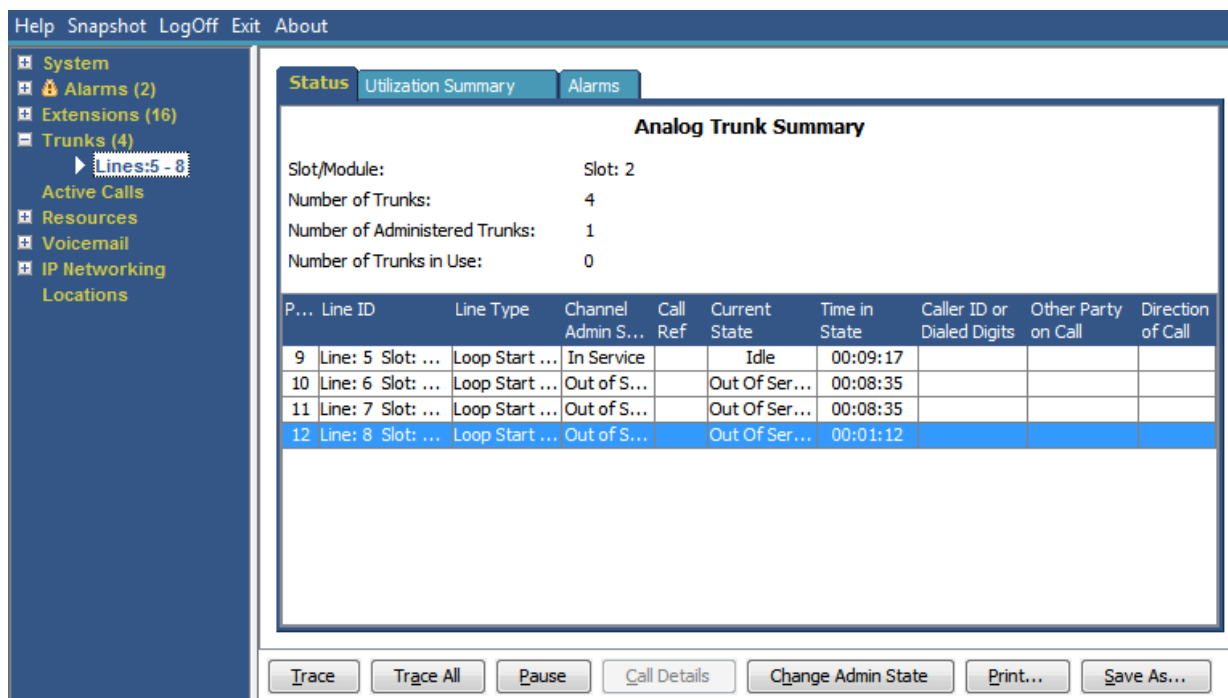 Help Snapshot LogOff Exit About
System
Alarms (2)
Extensions (16)
Trunks (4)
Lines:5 - 8
Active Calls
Resources
Voicemail
IP Networking
Locations
Status Utilization Summary Alarms
Analog Trunk Summary
Slot/Module: Slot: 2
Number of Trunks: 4
Number of Administered Trunks: 1
Number of Trunks in Use: 0
P... Line ID Line Type Channel Admin S... Call Ref Current State Time in State Caller ID or Dialed Digits Other Party on Call Direction of Call
9 Line: 5 Slot: ... Loop Start ... In Service Idle 00:09:17
10 Line: 6 Slot: ... Loop Start ... Out of S... Out Of Ser... 00:08:35
11 Line: 7 Slot: ... Loop Start ... Out of S... Out Of Ser... 00:08:35
12 Line: 8 Slot: ... Loop Start ... Out of S... Out Of Ser... 00:01:12
Trace Trace All Pause Call Details Change Admin State Print... Save As...